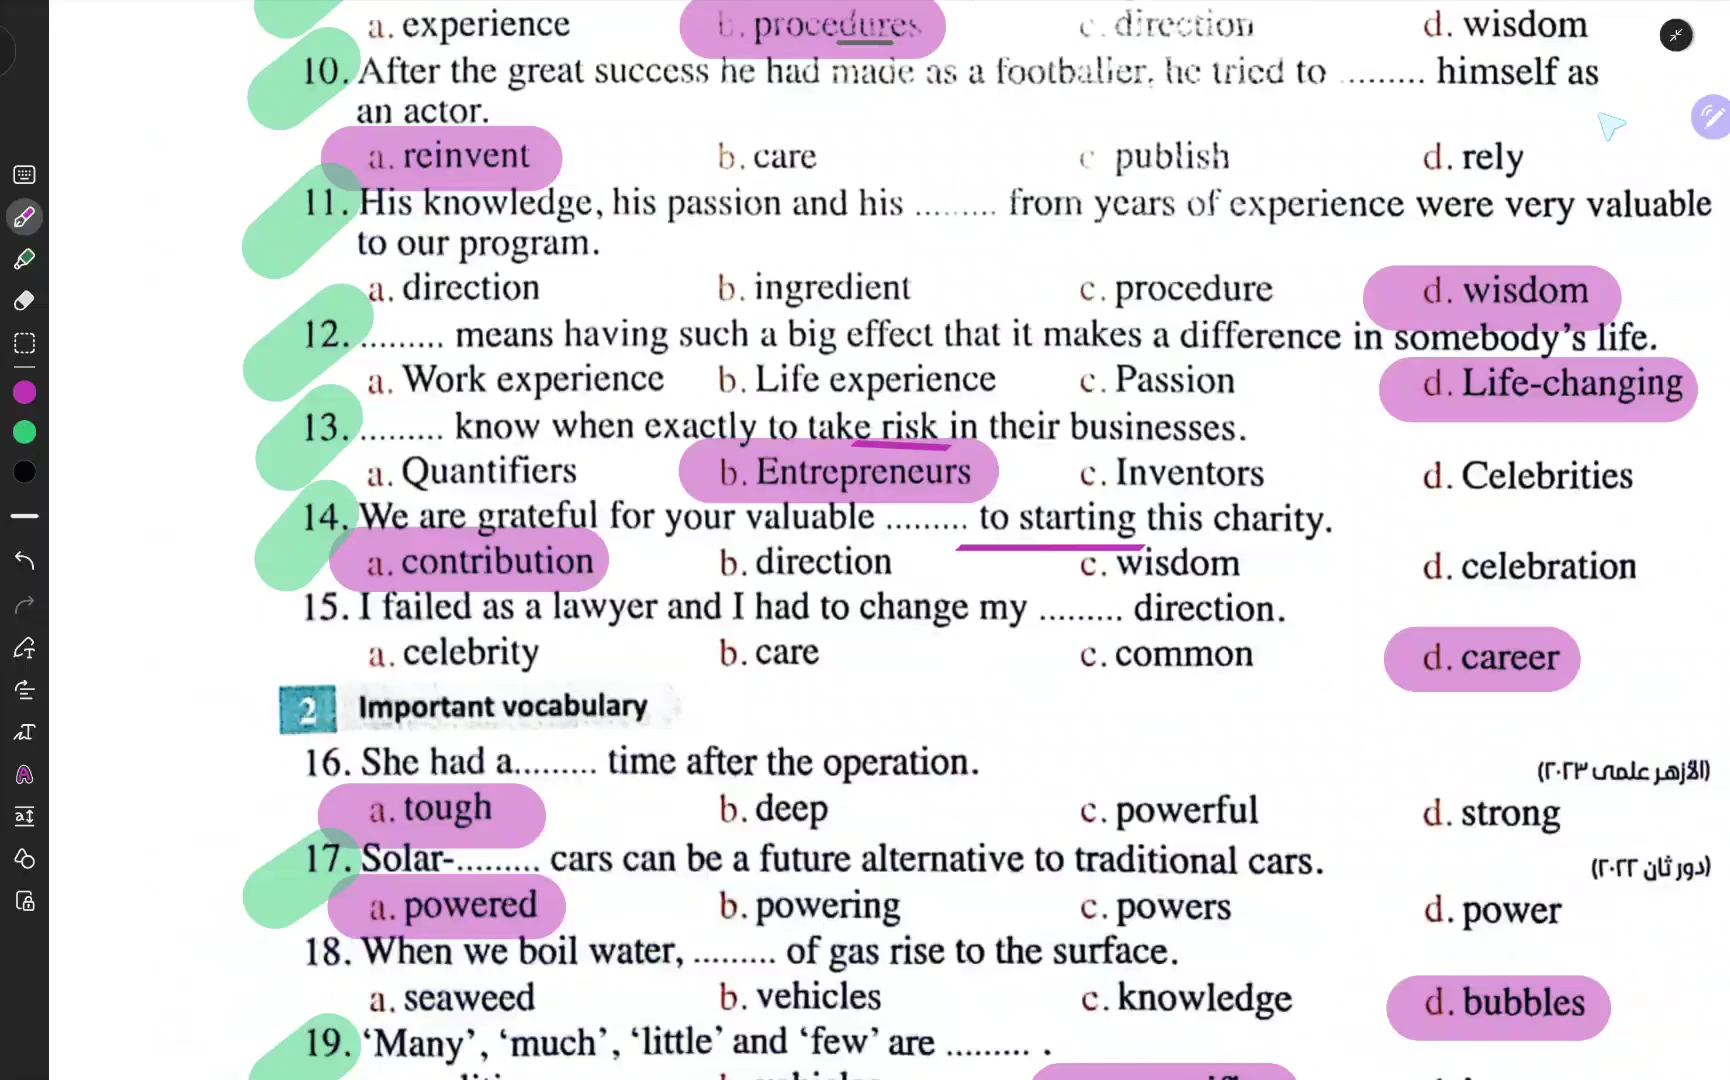 a. experience b. procedures c. direction d. wisdom
10. After the great success he had made as a footballer, he tried to ......... himself as
an actor.
a. reinvent b. care c publish d. rely
11. His knowledge, his passion and his ......... from years of experience were very valuable
to our program.
a. direction b. ingredient c. procedure d. wisdom
12. ......... means having such a big effect that it makes a difference in somebody's life.
a. Work experience b. Life experience c. Passion d. Life-changing
13. ......... know when exactly to take risk in their businesses.
a. Quantifiers b. Entrepreneurs c. Inventors d. Celebrities
14. We are grateful for your valuable ......... to starting this charity.
a. contribution b. direction c. wisdom d. celebration
15. I failed as a lawyer and I had to change my ......... direction.
a. celebrity b. care c. common d. career
2 Important vocabulary
16. She had a......... time after the operation. (الأزهر علمى ٢٠٢٣)
a. tough b. deep c. powerful d. strong
17. Solar-......... cars can be a future alternative to traditional cars. (دور ثان ٢٠٢٢)
a. powered b. powering c. powers d. power
18. When we boil water, ......... of gas rise to the surface.
a. seaweed b. vehicles c. knowledge d. bubbles
19. 'Many', 'much', 'little' and 'few' are ......... .